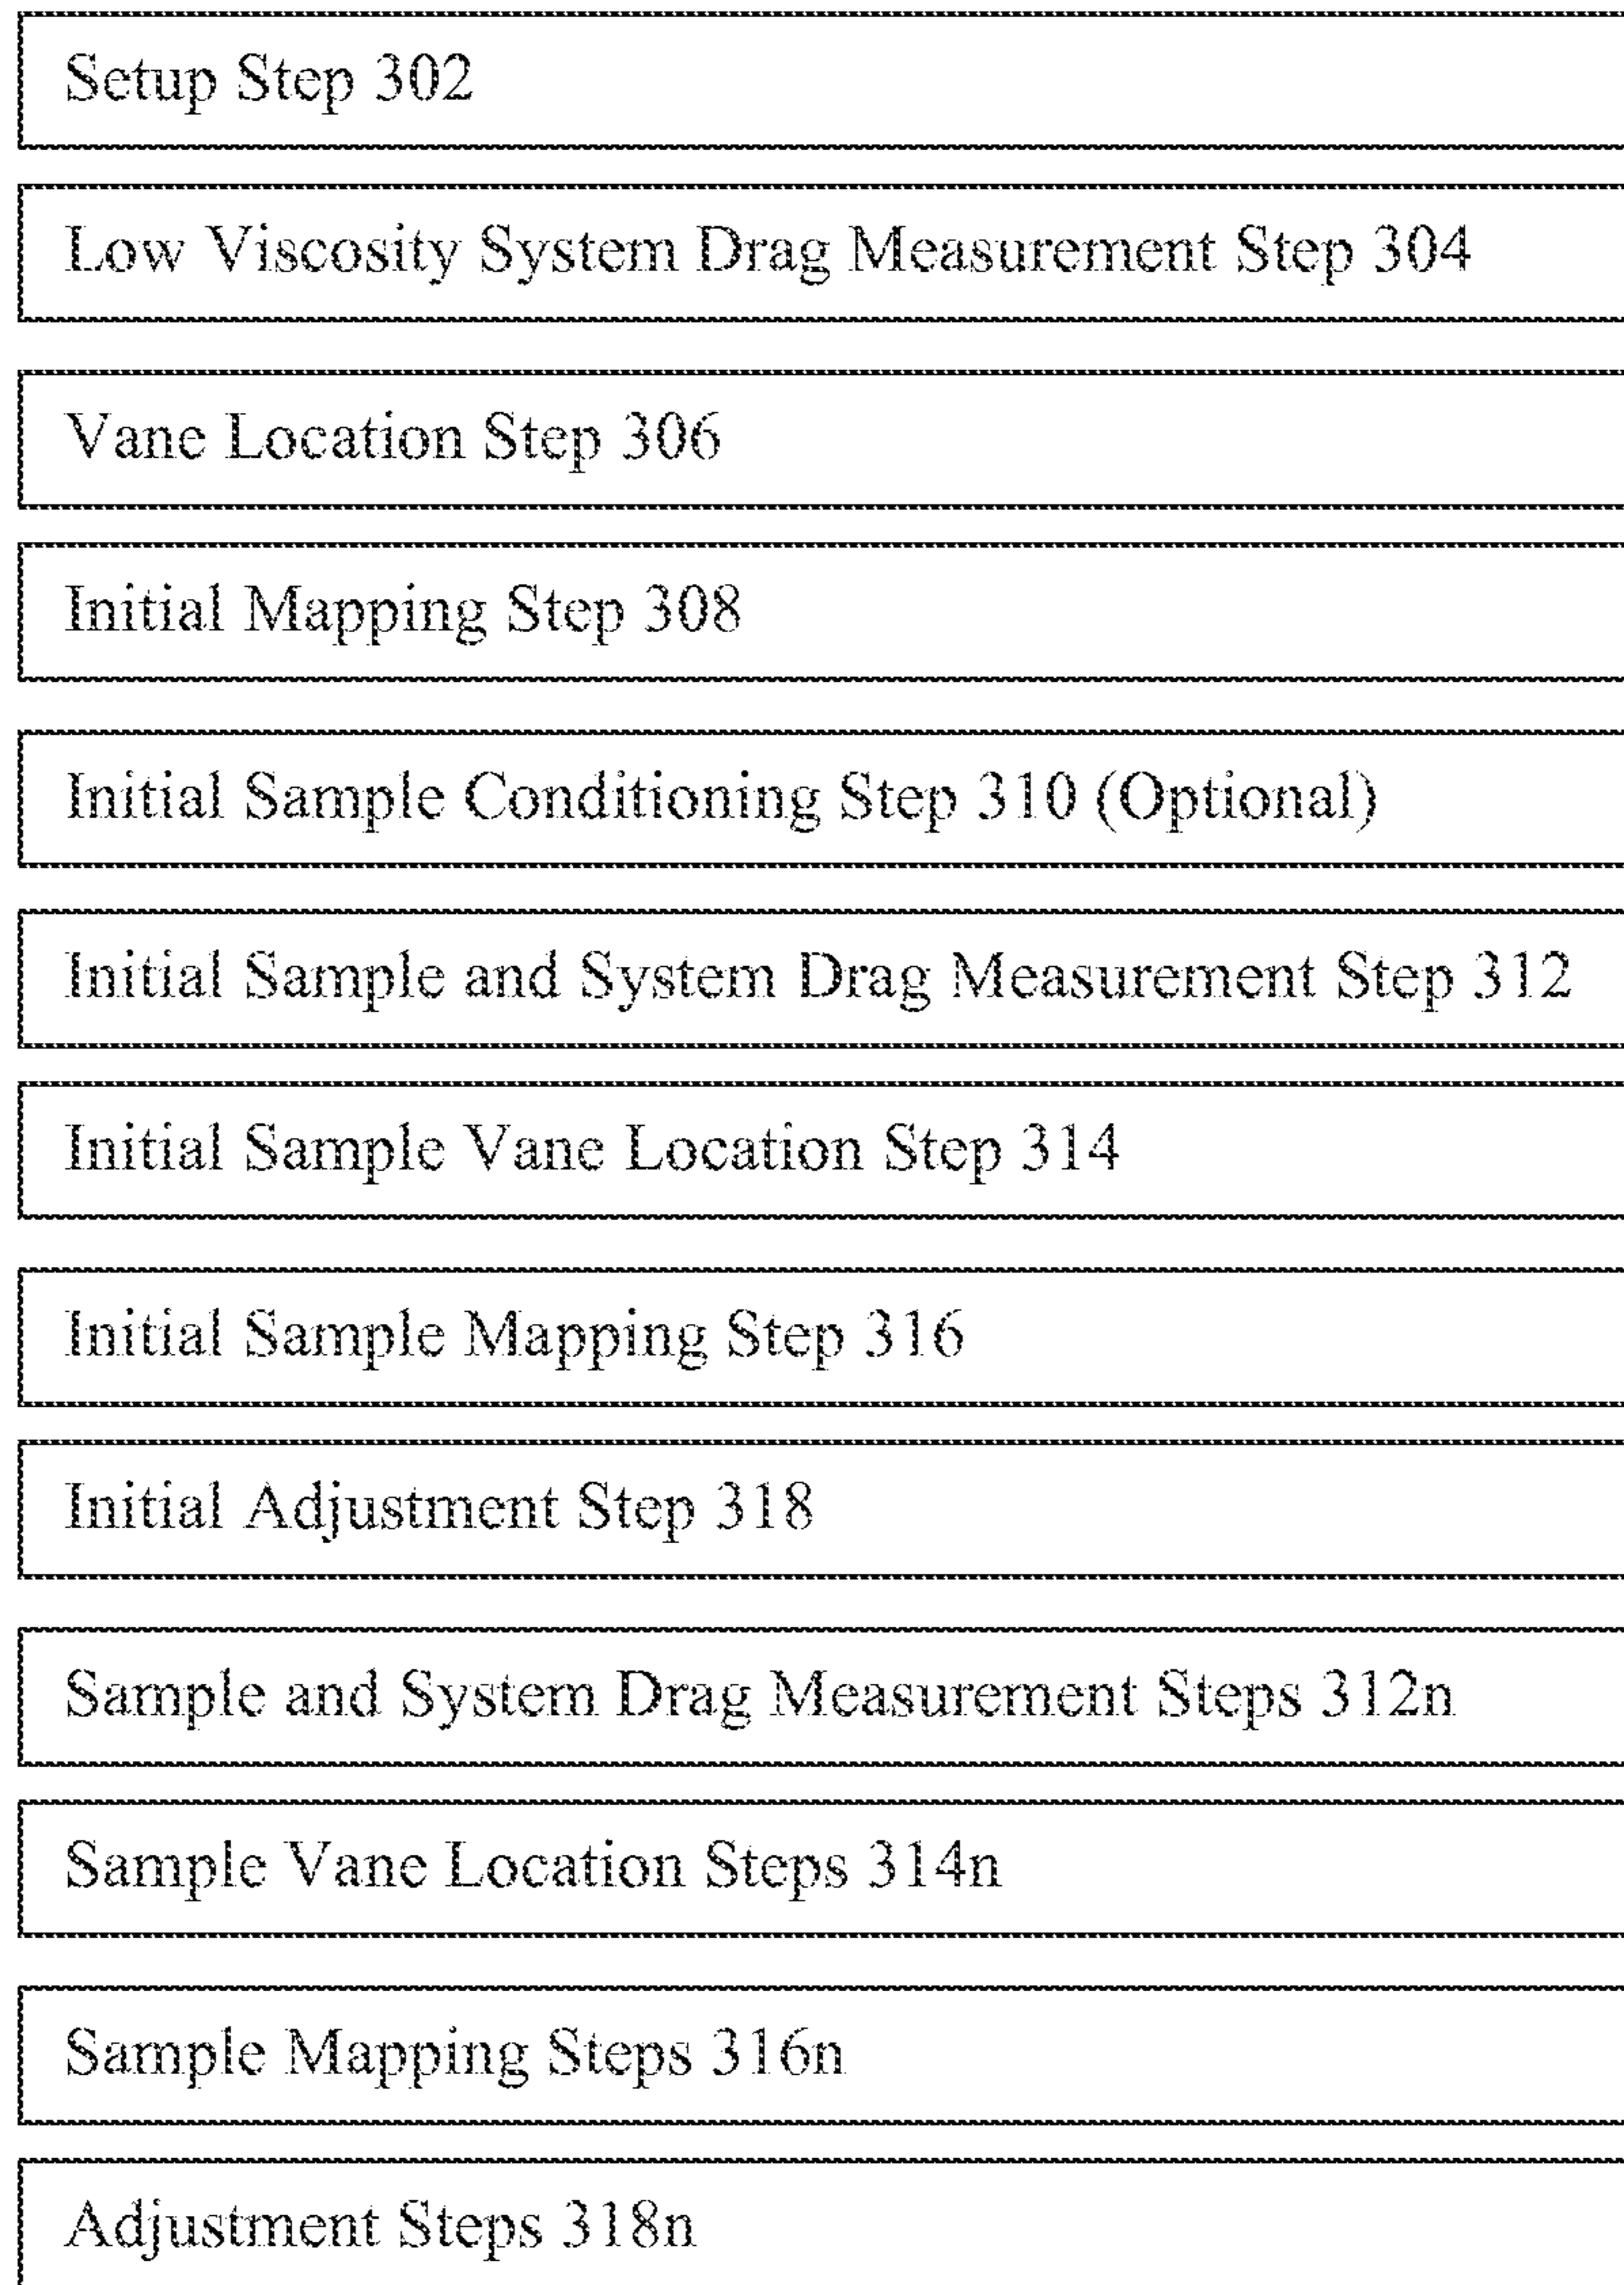 Setup Step 302
Low Viscosity System Drag Measurement Step 304
Vane Location Step 306
Initial Mapping Step 308
Initial Sample Conditioning Step 310 (Optional)
Initial Sample and System Drag Measurement Step 312
Initial Sample Vane Location Step 314
Initial Sample Mapping Step 316
Initial Adjustment Step 318
Sample and System Drag Measurement Steps 312n
Sample Vane Location Steps 314n
Sample Mapping Steps 316n
Adjustment Steps 318n